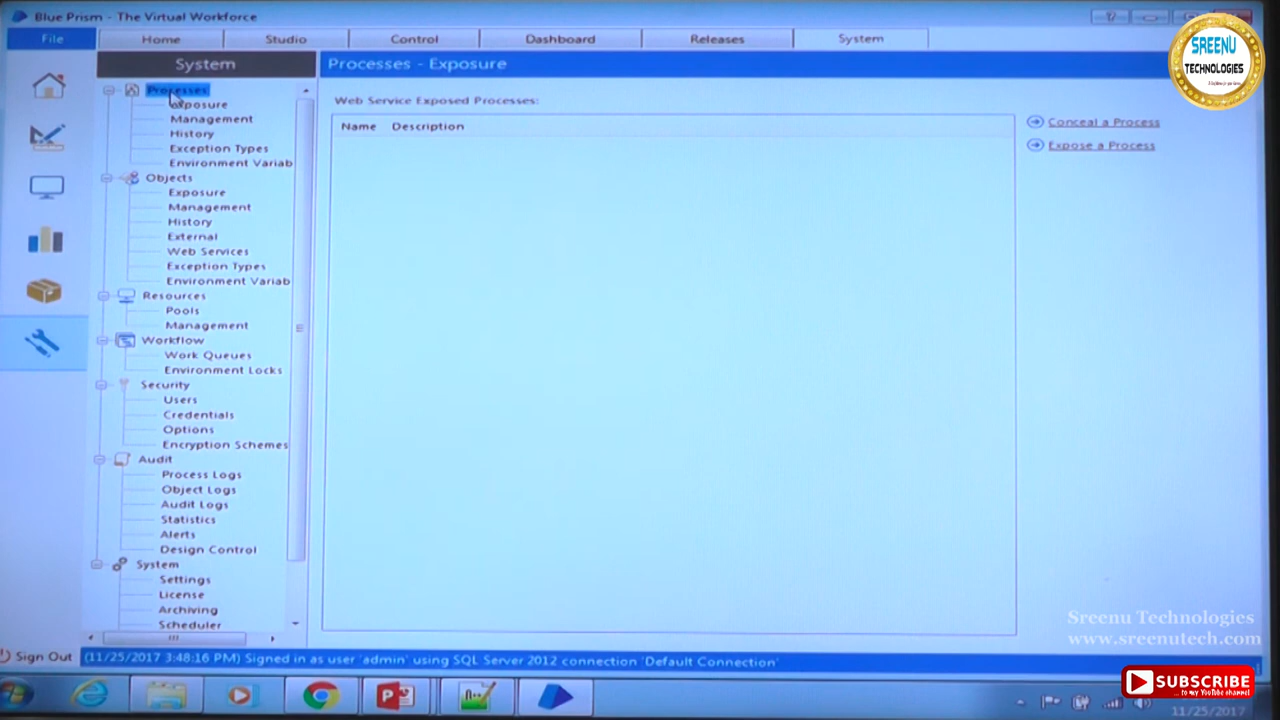 Blue Prism - The Virtual Workforce
File
Home
Studio
Control
Dashboard
Releases
System
SREENU
TECHNOLOGIES
System
Processes - Exposure
Processes
Exposure
Management
History
Exception Types
Environment Variab
Objects
Exposure
Management
History
External
Web Services
Exception Types
Environment Variab
Resources
Pools
Management
Workflow
Work Queues
Environment Locks
Security
Users
Credentials
Options
Encryption Schemes
Audit
Process Logs
Object Logs
Audit Logs
Statistics
Alerts
Design Control
System
Settings
License
Archiving
Scheduler
Web Service Exposed Processes:
Name Description
Conceal a Process
Expose a Process
Sreenu Technologies
www.sreenutech.com
Sign Out
(11/25/2017 3:48:16 PM) Signed in as user 'admin' using SQL Server 2012 connection 'Default Connection'
SUBSCRIBE
to my YouTube channel
11/25/2017